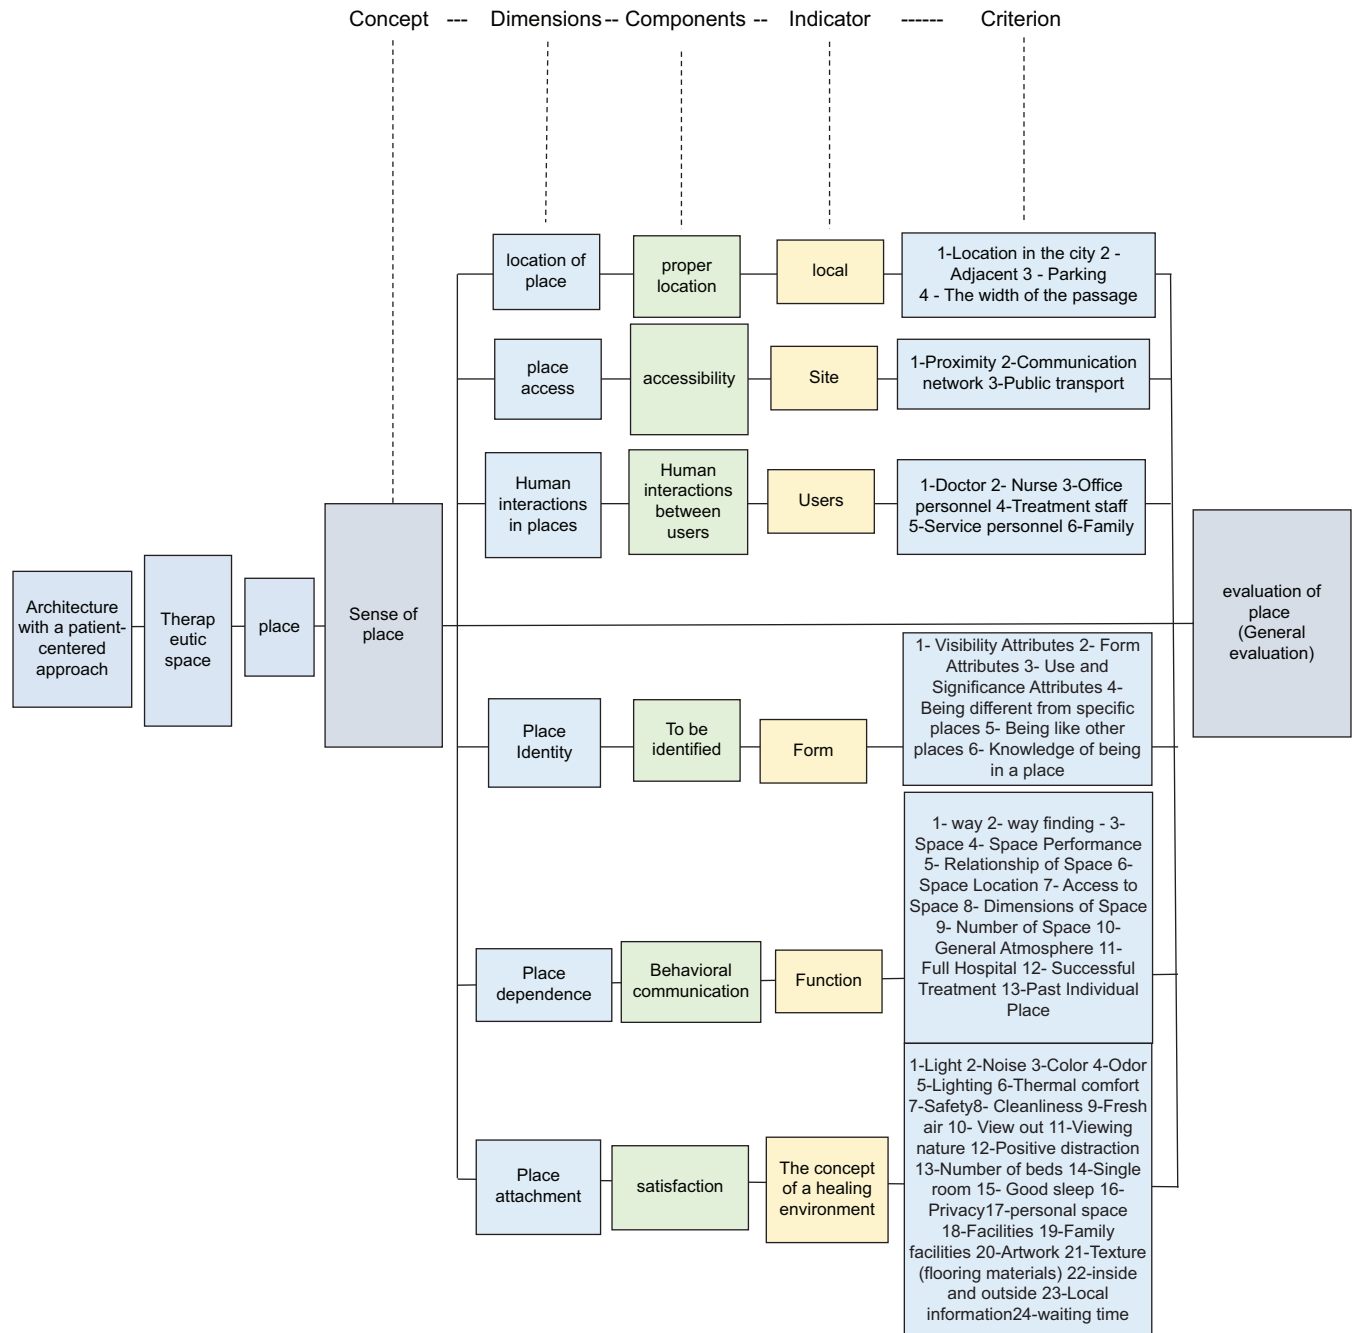 Concept --- Dimensions -- Components -- Indicator ------ Criterion
location of
place
proper
location
local
1-Location in the city 2 -
Adjacent 3 - Parking
4 - The width of the passage
place
access
accessibility
Site
1-Proximity 2-Communication
network 3-Public transport
Human
interactions
in places
Human
interactions
between
users
Users
1-Doctor 2- Nurse 3-Office
personnel 4-Treatment staff
5-Service personnel 6-Family
Architecture
with a patient-
centered
approach
Therap
eutic
space
place
Sense of
place
evaluation of
place
(General
evaluation)
Place
Identity
To be
identified
Form
1- Visibility Attributes 2- Form
Attributes 3- Use and
Significance Attributes 4-
Being different from specific
places 5- Being like other
places 6- Knowledge of being
in a place
Place
dependence
Behavioral
communication
Function
1- way 2- way finding - 3-
Space 4- Space Performance
5- Relationship of Space 6-
Space Location 7- Access to
Space 8- Dimensions of Space
9- Number of Space 10-
General Atmosphere 11-
Full Hospital 12- Successful
Treatment 13-Past Individual
Place
Place
attachment
satisfaction
The concept
of a healing
environment
1-Light 2-Noise 3-Color 4-Odor
5-Lighting 6-Thermal comfort
7-Safety8- Cleanliness 9-Fresh
air 10- View out 11-Viewing
nature 12-Positive distraction
13-Number of beds 14-Single
room 15- Good sleep 16-
Privacy17-personal space
18-Facilities 19-Family
facilities 20-Artwork 21-Texture
(flooring materials) 22-inside
and outside 23-Local
information24-waiting time